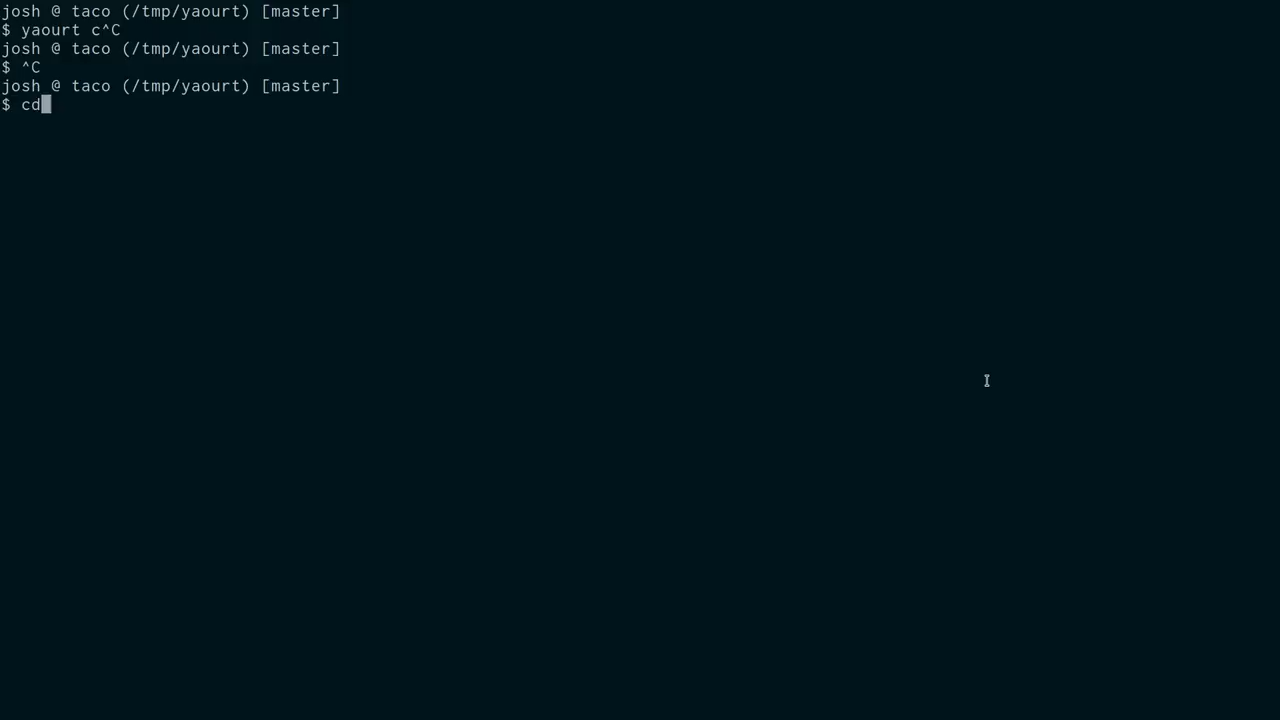 josh @ taco (/tmp/yaourt) [master]
$ yaourt c^C
josh @ taco (/tmp/yaourt) [master]
$ ^C
josh @ taco (/tmp/yaourt) [master]
$ cd